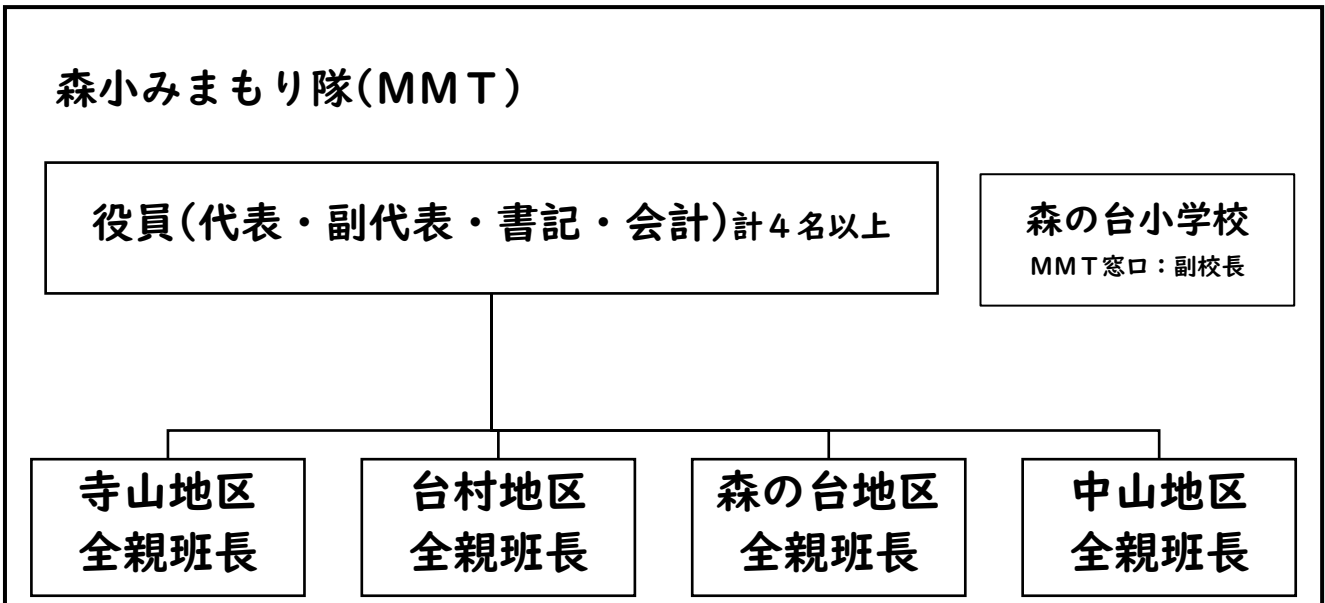 森小みまもり隊(MMT)
役員(代表・副代表・書記・会計)計4名以上
森の台小学校
MMT窓口:副校長
寺山地区
全親班長
台村地区
全親班長
森の台地区
全親班長
中山地区
全親班長